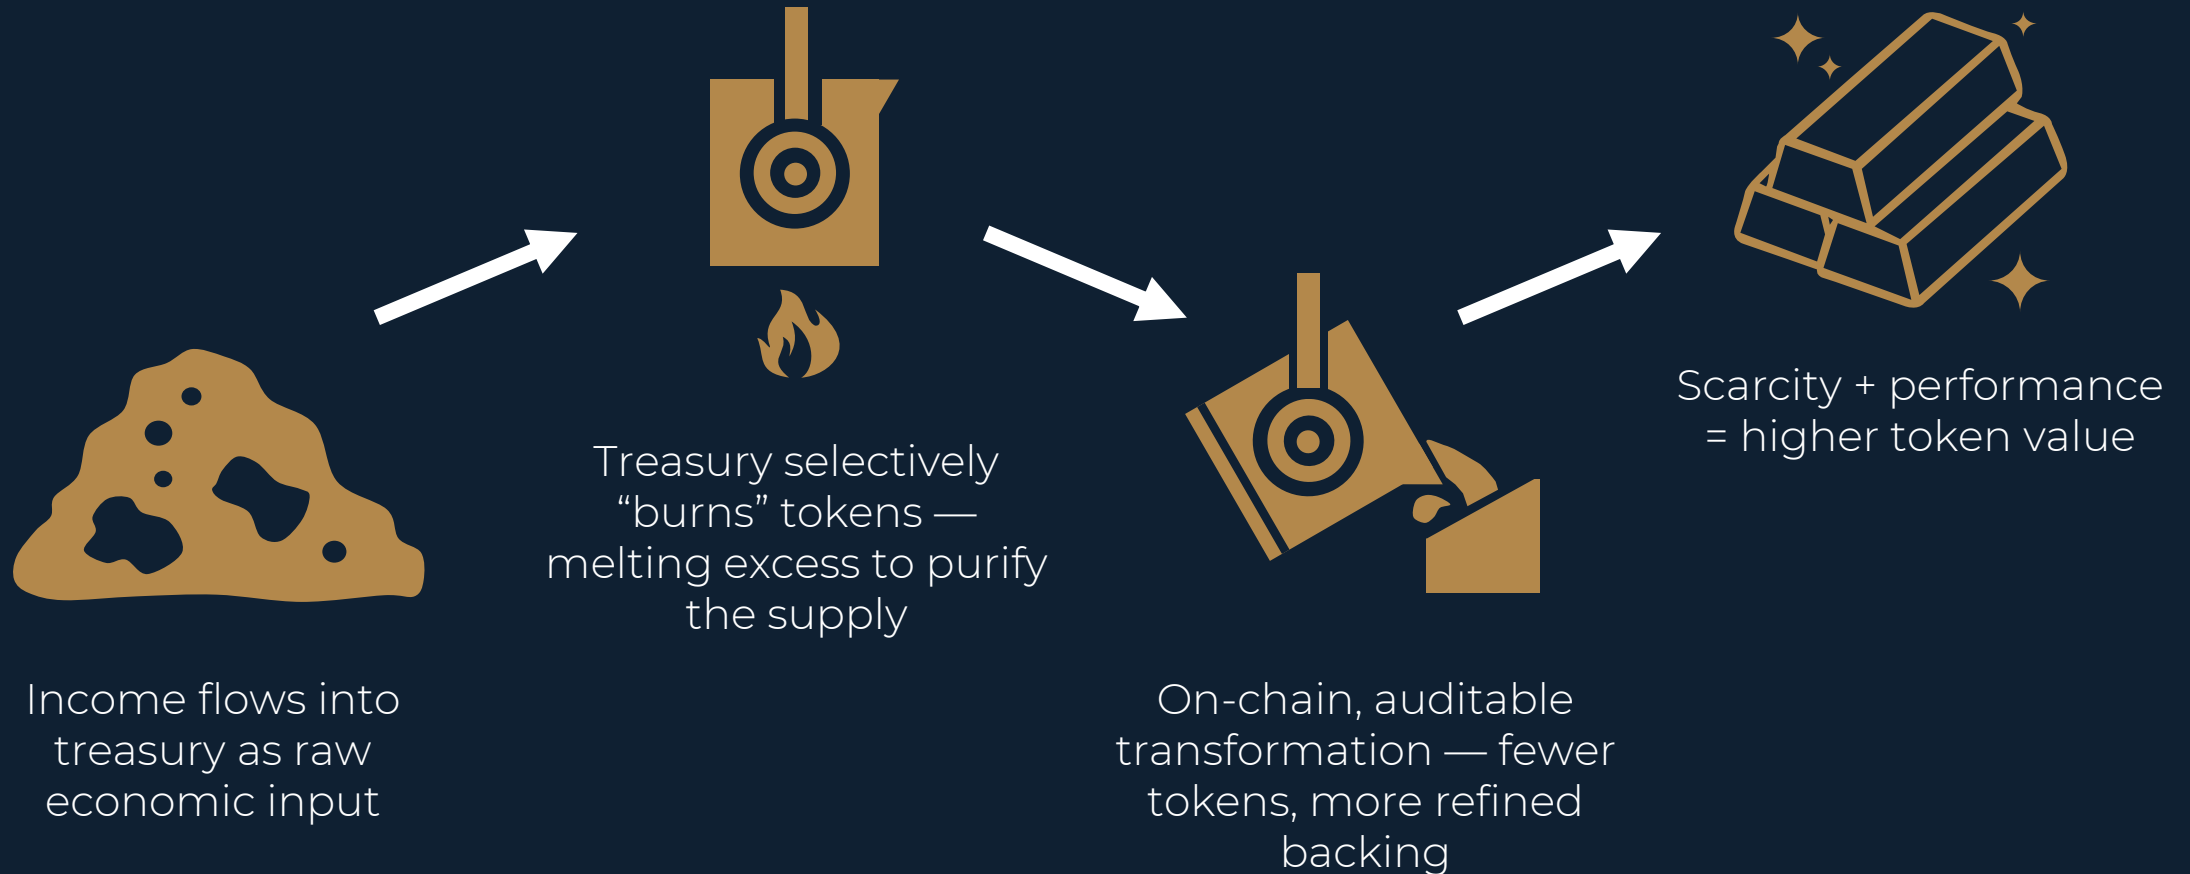 Income flows into
treasury as raw
economic input
Treasury selectively
“burns” tokens —
melting excess to purify
the supply
On-chain, auditable
transformation — fewer
tokens, more refined
backing
Scarcity + performance
= higher token value